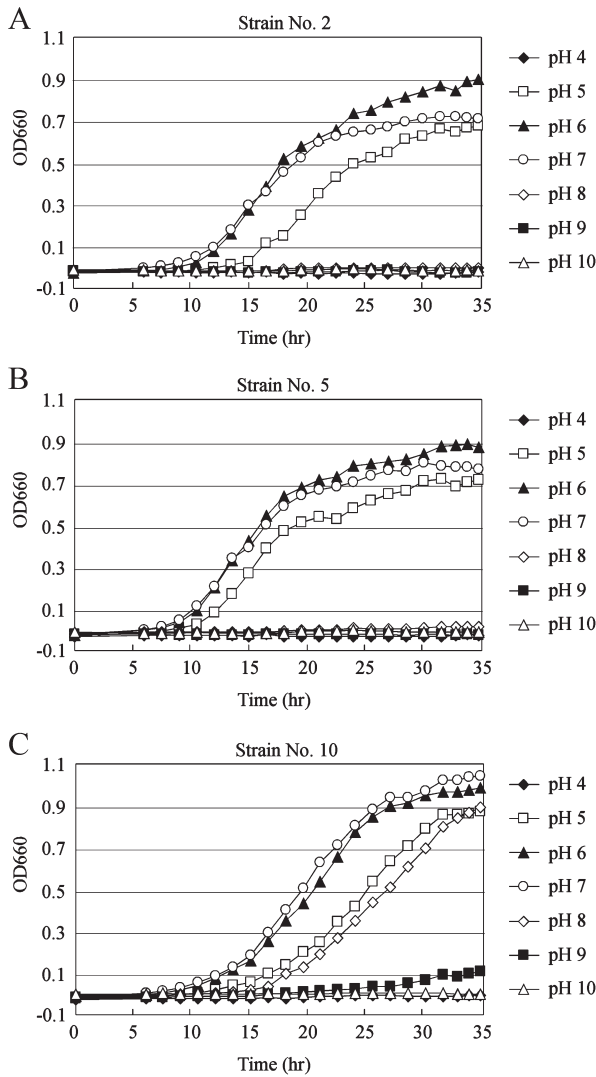 A
Strain No. 2
1.1
0.9
0.7
0.5
0.3
0.1
-0.1
OD660
0 5 10 15 20 25 30 35
Time (hr)
pH 4
pH 5
pH 6
pH 7
pH 8
pH 9
pH 10
B
Strain No. 5
1.1
0.9
0.7
0.5
0.3
0.1
-0.1
OD660
0 5 10 15 20 25 30 35
Time (hr)
pH 4
pH 5
pH 6
pH 7
pH 8
pH 9
pH 10
C
Strain No. 10
1.1
0.9
0.7
0.5
0.3
0.1
-0.1
OD660
0 5 10 15 20 25 30 35
Time (hr)
pH 4
pH 5
pH 6
pH 7
pH 8
pH 9
pH 10